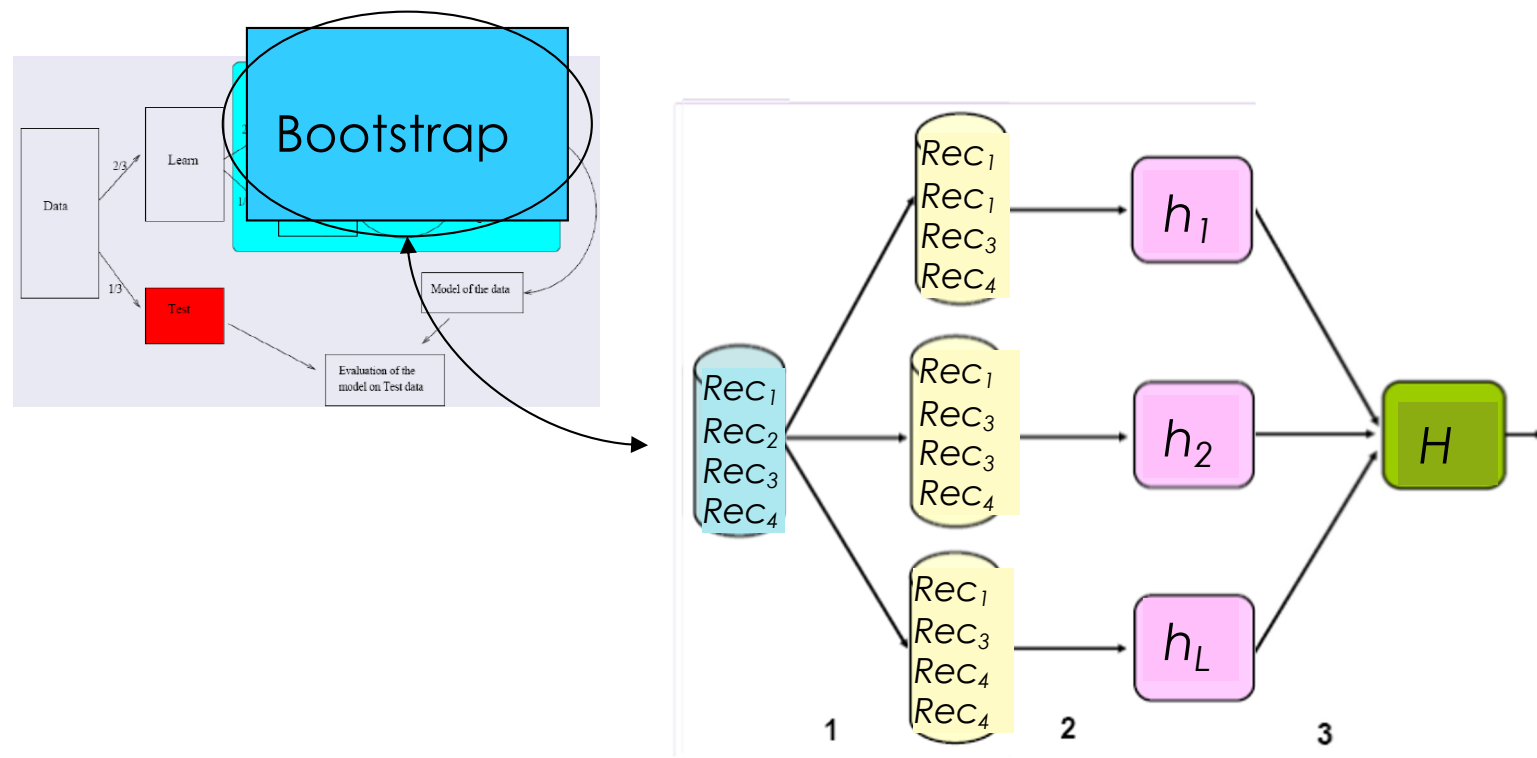 Bootstrap
Data
2/3
Learn
1/3
Test
Model of the data
Evaluation of the
model on Test data
Rec1
Rec2
Rec3
Rec4
Rec1
Rec1
Rec3
Rec4
h1
Rec1
Rec3
Rec3
Rec4
h2
H
Rec1
Rec3
Rec4
Rec4
hL
1
2
3